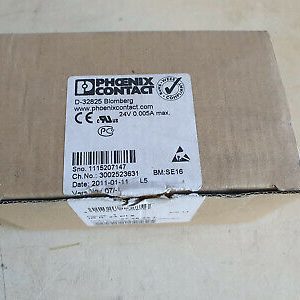 PHŒNIX
CONTACT
D-32825 Blomberg
www.phoenixcontact.com
24V 0.005A max.
Sno. 1115207147
Ch.No.: 3002523631 BM:SE16
Date: 2011-01-11 L5